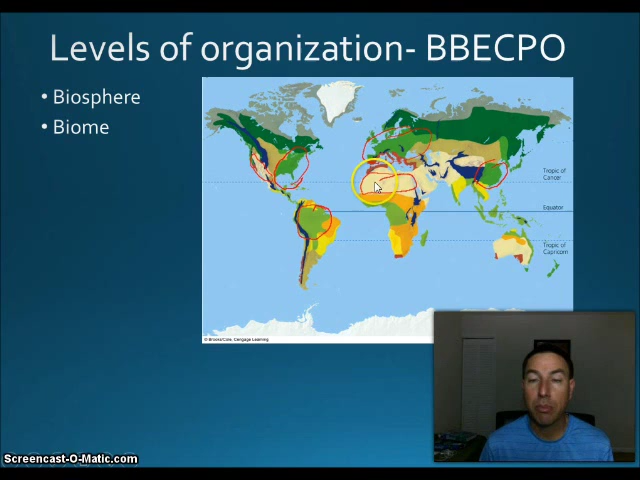 Levels of organization- BBECPO
• Biosphere
• Biome
Tropic of
Cancer
Equator
Tropic of
Capricorn
© Brooks/Cole, Cengage Learning
Screencast-O-Matic.com